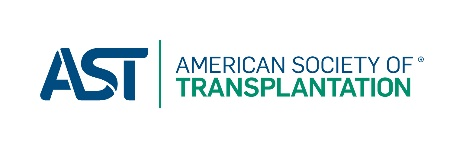 AST
AMERICAN SOCIETY OF ®
TRANSPLANTATION